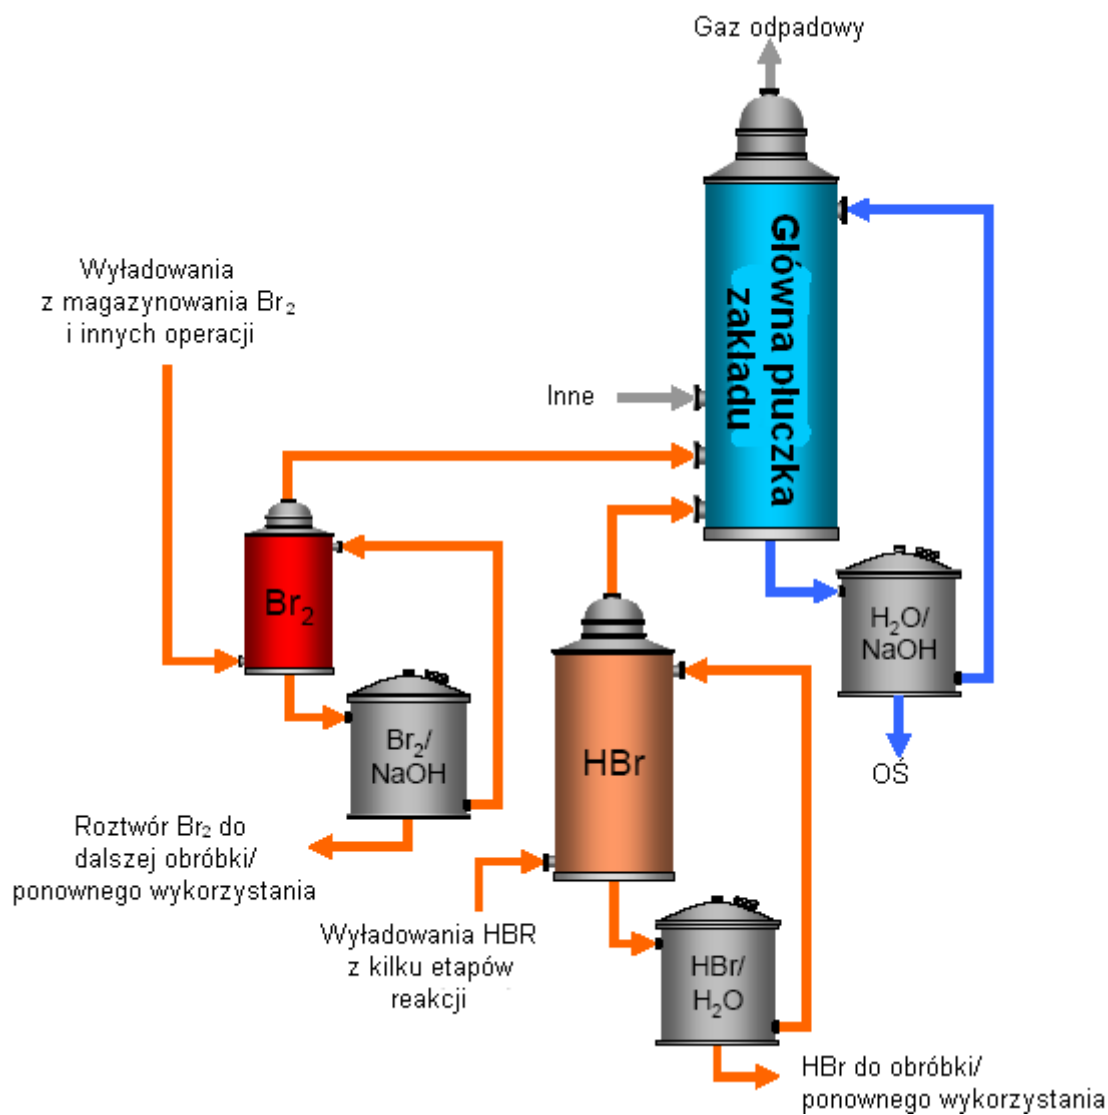 Gaz odpadowy
Główna płuczka
zakładu
Wyładowania
z magazynowania Br₂
i innych operacji
Inne
Br₂
H₂O/
NaOH
OŚ
Br₂/
NaOH
HBr
Roztwór Br₂ do
dalszej obróbki/
ponownego wykorzystania
Wyładowania HBR
z kilku etapów
reakcji
HBr/
H₂O
HBr do obróbki/
ponownego wykorzystania